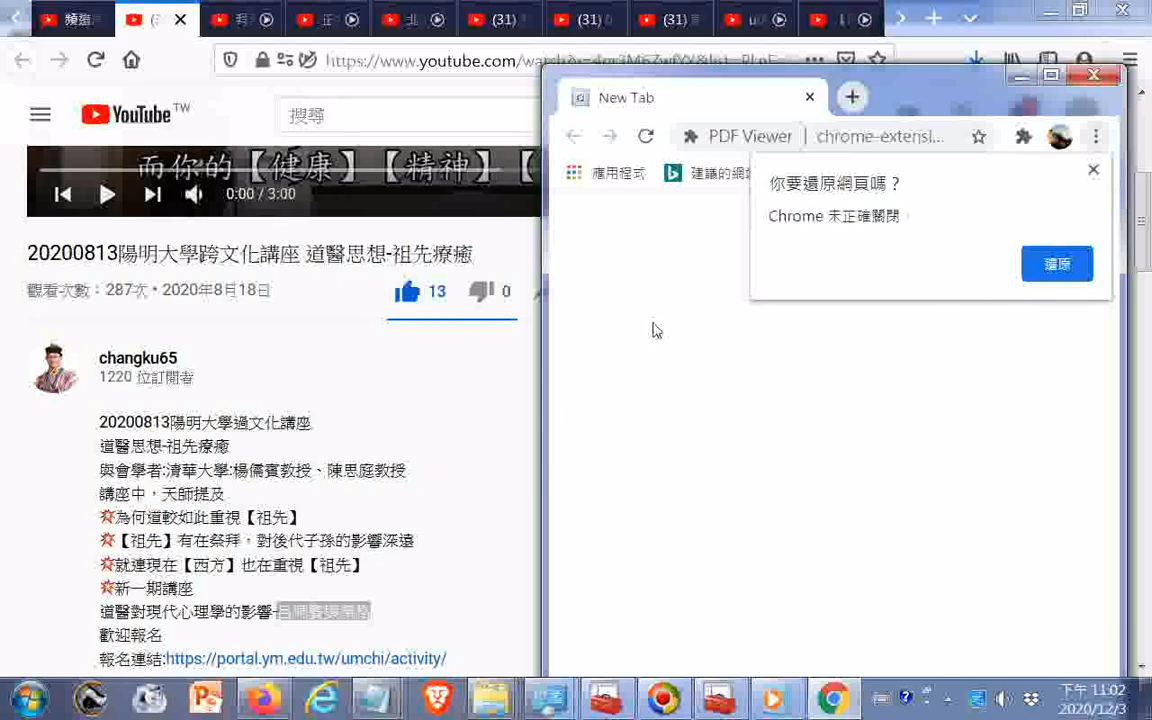 (31)
(31)
(31)
https://www.youtube.com/watch
YouTube TW
搜尋
而你的【健康】【精神】【
0:00 / 3:00
20200813陽明大學跨文化講座 道醫思想-祖先療癒
觀看次數：287次 • 2020年8月18日
13
0
changku65
1220 位訂閱者
20200813陽明大學過文化講座
道醫思想-祖先療癒
與會學者:清華大學:楊儒賓教授、陳思庭教授
講座中，天師提及
💥為何道較如此重視【祖先】
💥【祖先】有在祭拜，對後代子孫的影響深遠
💥就連現在【西方】也在重視【祖先】
💥新一期講座
道醫對現代心理學的影響
歡迎報名
報名連結:https://portal.ym.edu.tw/umchi/activity/
New Tab
PDF Viewer
chrome-extensi...
應用程式
建議的網
你要還原網頁嗎？
Chrome 未正確關閉
還原
下午 11:02
2020/12/3